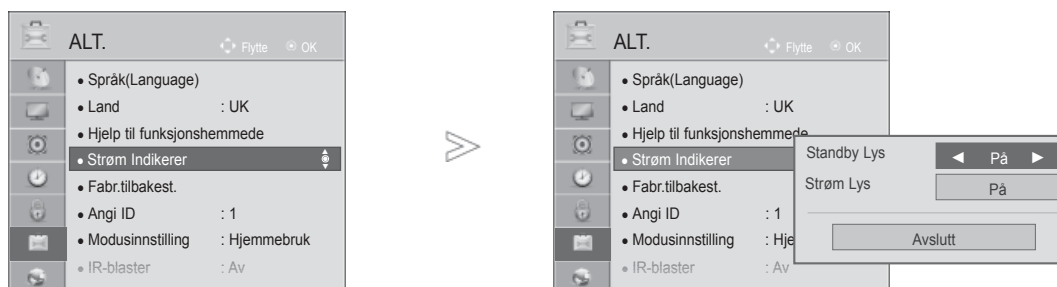 ALT.
Flytte OK
• Språk(Language)
• Land : UK
• Hjelp til funksjonshemmede
• Strøm Indikerer
• Fabr.tilbakest.
• Angi ID : 1
• Modusinnstilling : Hjemmebruk
• IR-blaster : Av
ALT.
Flytte OK
• Språk(Language)
• Land : UK
• Hjelp til funksjonshemmede
• Strøm Indikerer
• Fabr.tilbakest.
• Angi ID : 1
• Modusinnstilling : Hje
• IR-blaster : Av
Standby Lys ◄ På ►
Strøm Lys På
Avslutt